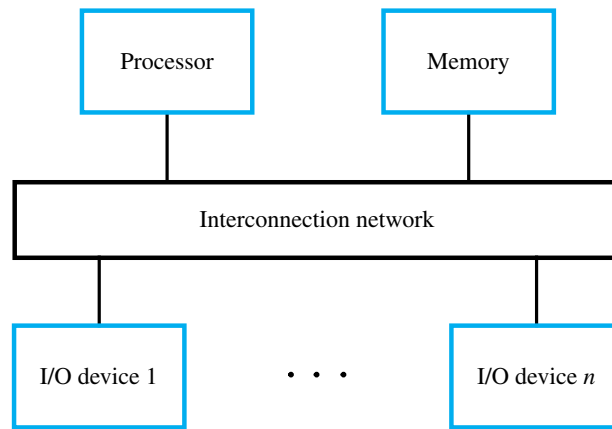 Processor
Memory
Interconnection network
I/O device 1
. . .
I/O device n